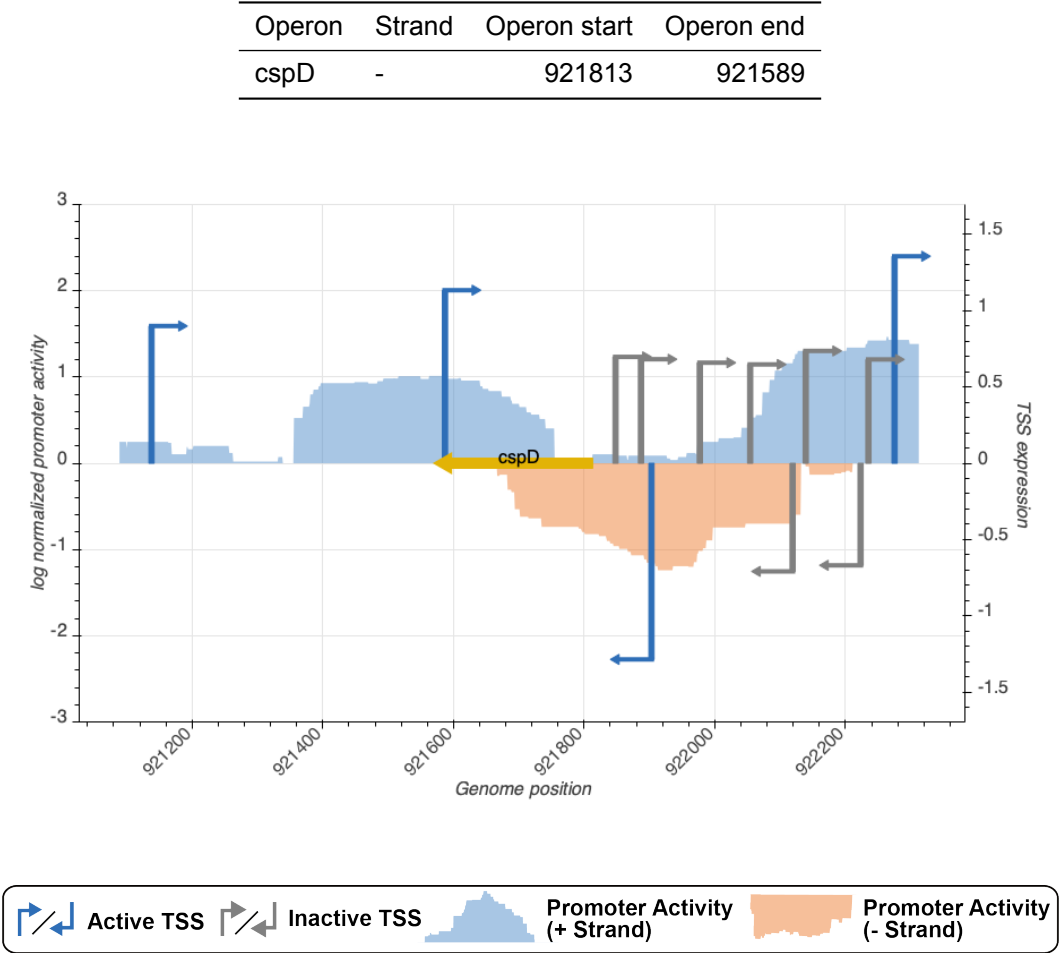 Operon Strand Operon start Operon end
cspD - 921813 921589
3
2
1
0
-1
-2
-3
log normalized promoter activity
1.5
1
0.5
0
-0.5
-1
-1.5
TSS expression
cspD
921200 921400 921600 921800 922000 922200
Genome position
Active TSS
Inactive TSS
Promoter Activity
(+ Strand)
Promoter Activity
(- Strand)